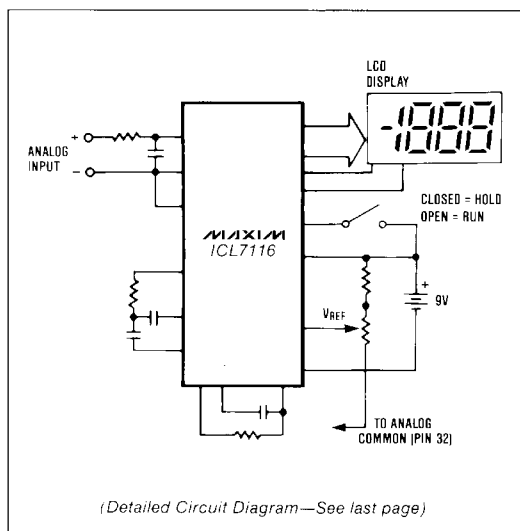 LCD
DISPLAY
-1888
+
ANALOG
INPUT
-
CLOSED = HOLD
OPEN = RUN
MAXIM
ICL7116
+
9V
VREF
TO ANALOG
COMMON (PIN 32)
(Detailed Circuit Diagram—See last page)